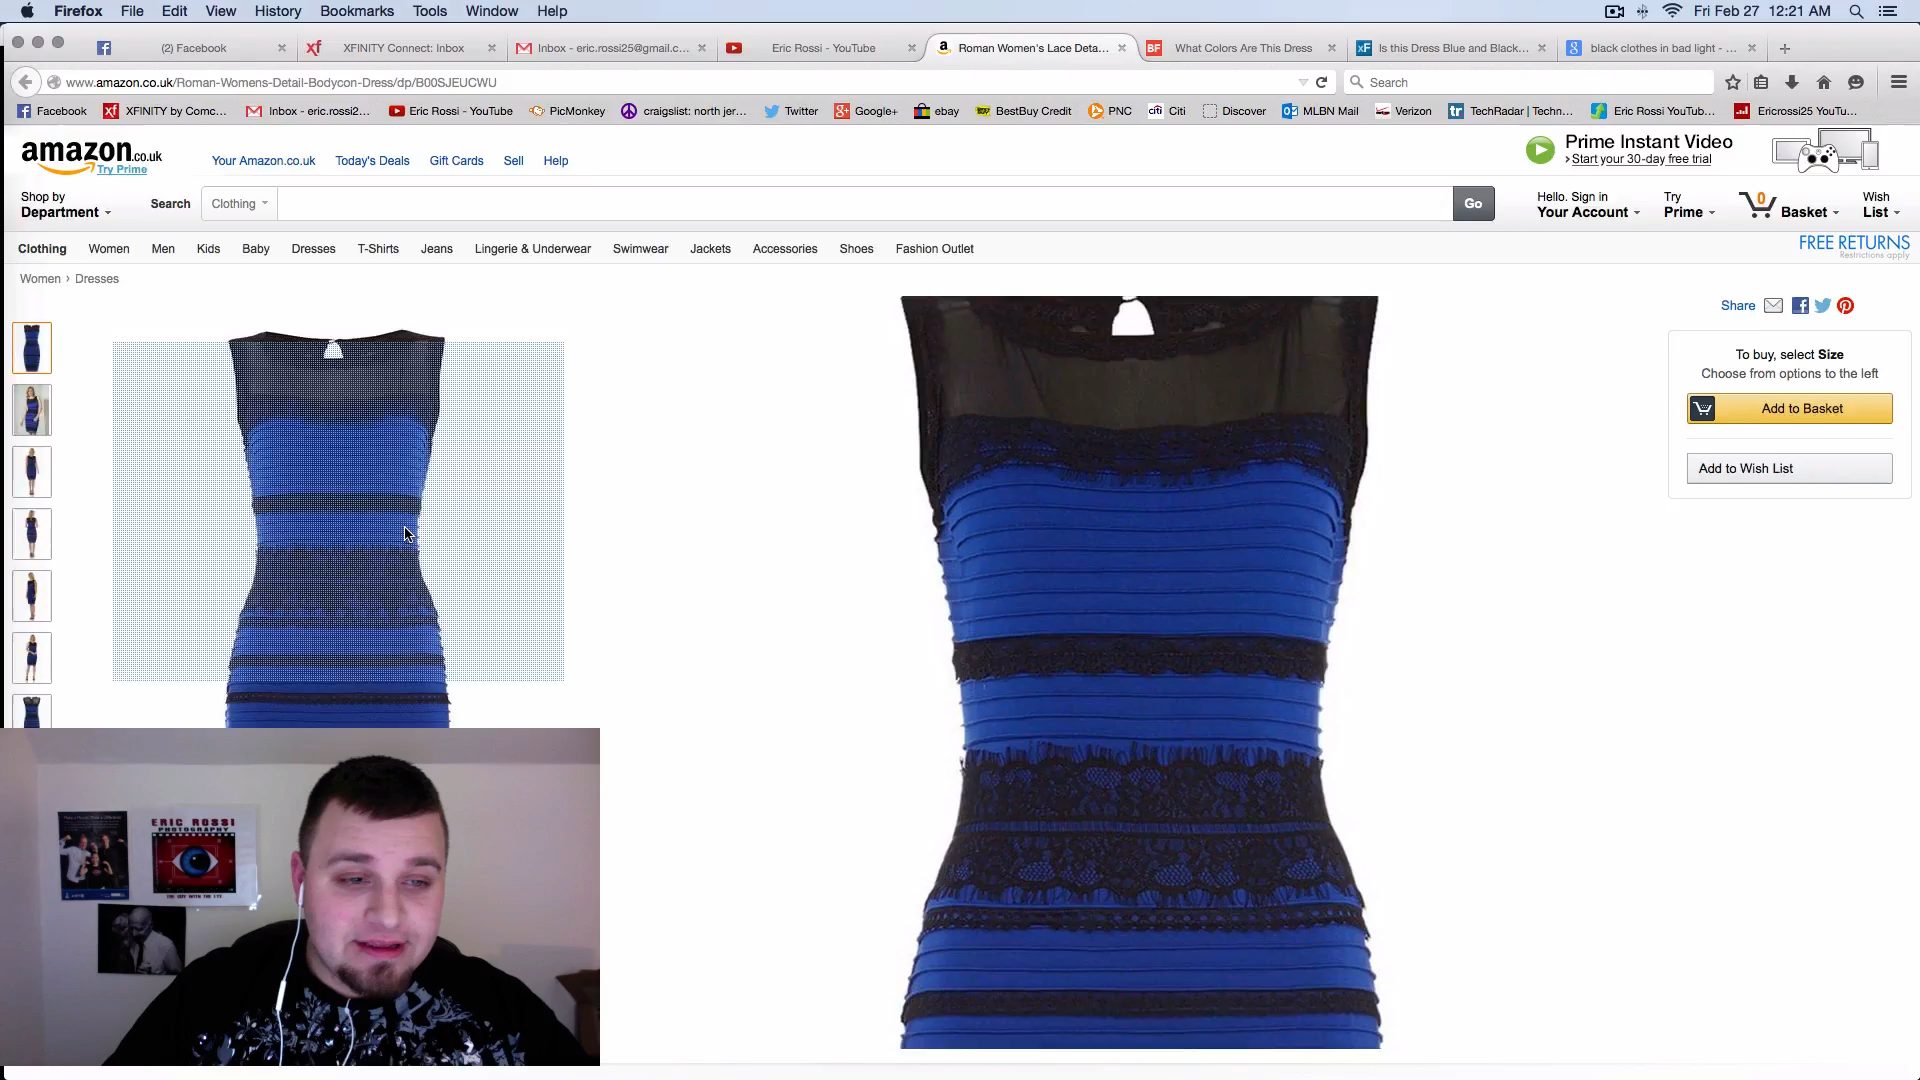 Firefox File Edit View History Bookmarks Tools Window Help Fri Feb 27 12:21 AM
(2) Facebook XFINITY Connect: Inbox Inbox - eric.rossi25@gmail.c... Eric Rossi - YouTube Roman Women's Lace Deta... What Colors Are This Dress Is this Dress Blue and Black... black clothes in bad light - ...
www.amazon.co.uk/Roman-Womens-Detail-Bodycon-Dress/dp/B00SJEUCWU Search
Facebook XFINITY by Comc... Inbox - eric.rossi2... Eric Rossi - YouTube PicMonkey craigslist: north jer... Twitter Google+ ebay BestBuy Credit PNC citi Citi Discover MLBN Mail Verizon TechRadar | Techn... Eric Rossi YouTub... Ericrossi25 YouTu...
amazon.co.uk
Try Prime
Your Amazon.co.uk Today's Deals Gift Cards Sell Help
Prime Instant Video
› Start your 30-day free trial
Shop by
Department
Search Clothing Go
Hello. Sign in
Your Account
Try
Prime
0
Basket
Wish
List
Clothing Women Men Kids Baby Dresses T-Shirts Jeans Lingerie & Underwear Swimwear Jackets Accessories Shoes Fashion Outlet
FREE RETURNS
Restrictions apply
Women › Dresses
Share
To buy, select Size
Choose from options to the left
Add to Basket
Add to Wish List
ERIC ROSSI
PHOTOGRAPHY
THE GUY WITH THE EYE